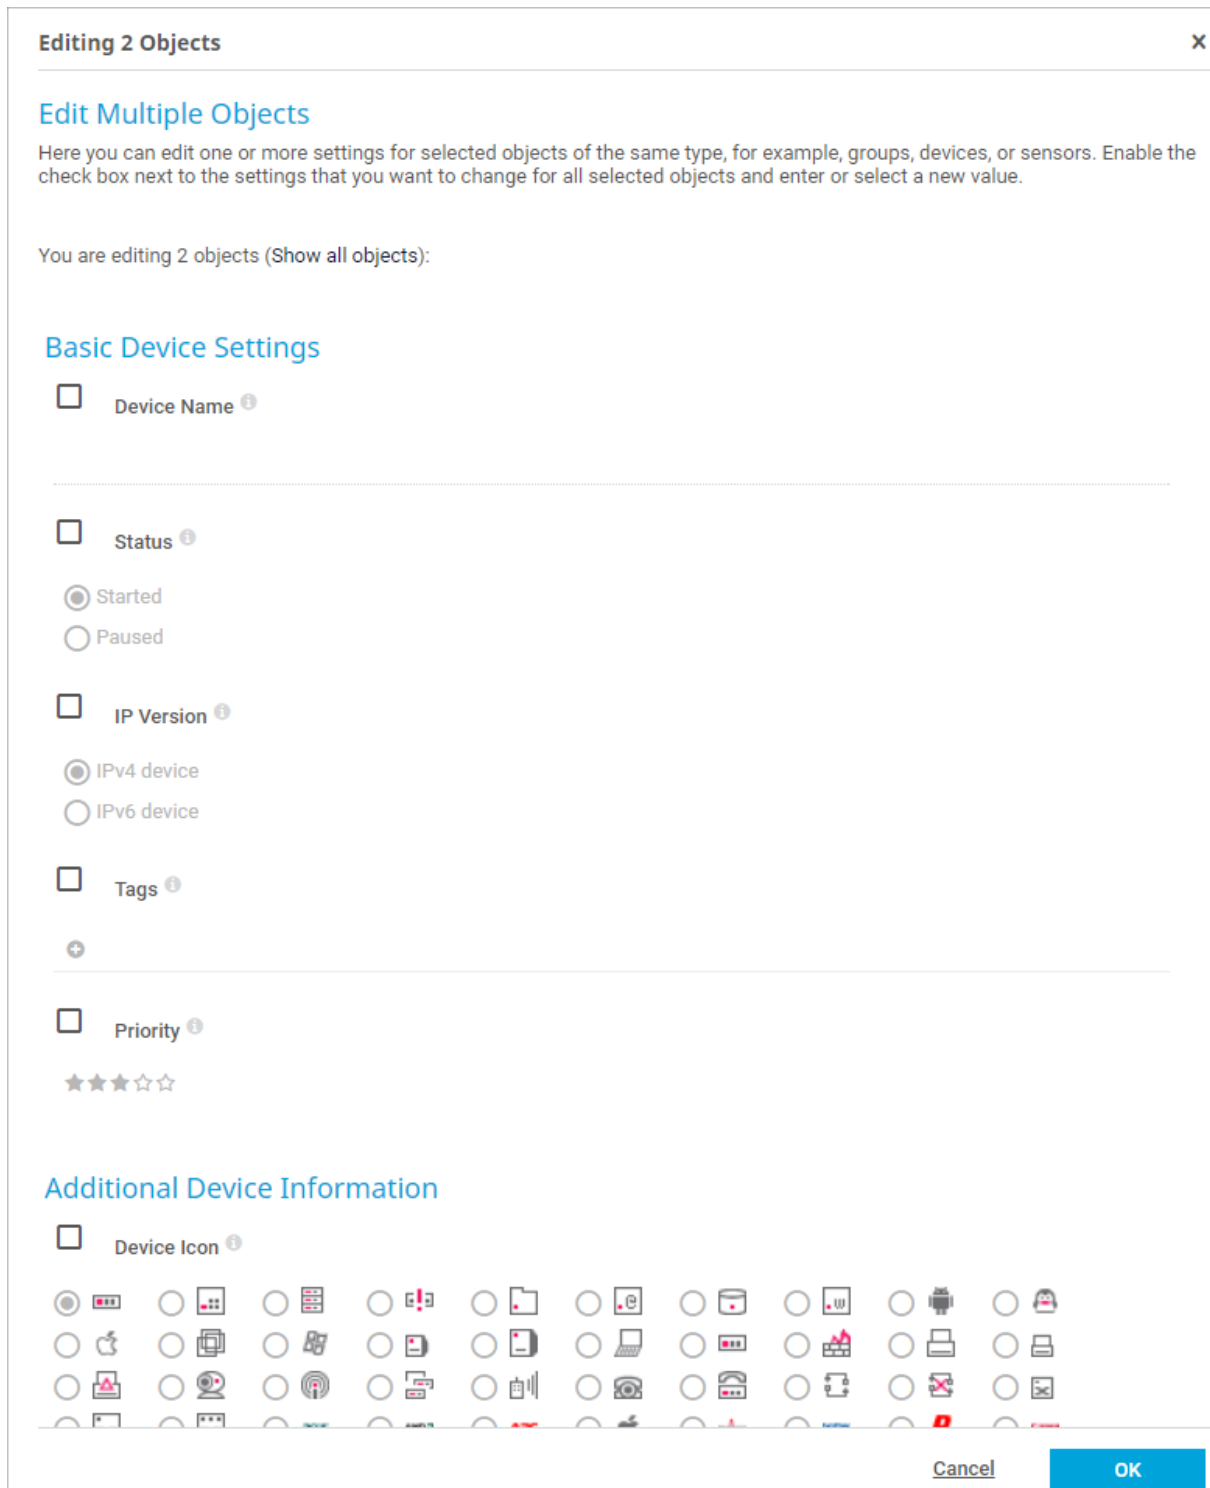 Editing 2 Objects
Edit Multiple Objects
Here you can edit one or more settings for selected objects of the same type, for example, groups, devices, or sensors. Enable the
check box next to the settings that you want to change for all selected objects and enter or select a new value.
You are editing 2 objects (Show all objects):
Basic Device Settings
Device Name
Status
Started
Paused
IP Version
IPv4 device
IPv6 device
Tags
Priority
Additional Device Information
Device Icon
Cancel
OK